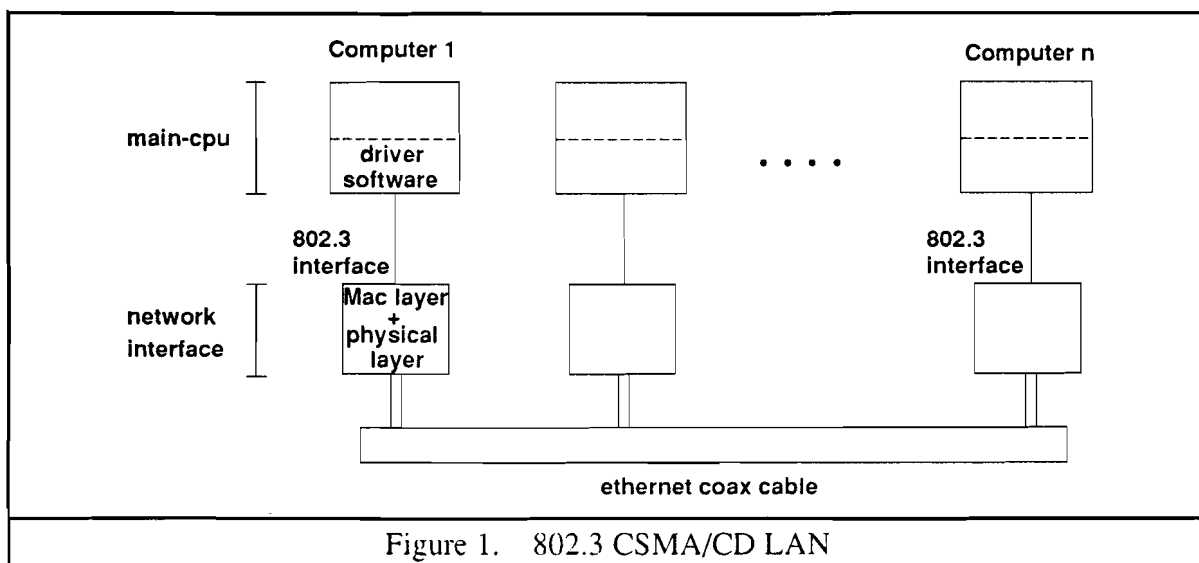 Computer 1
Computer n
main-cpu
driver
software
802.3
interface
802.3
interface
network
interface
Mac layer
+
physical
layer
ethernet coax cable
Figure 1. 802.3 CSMA/CD LAN